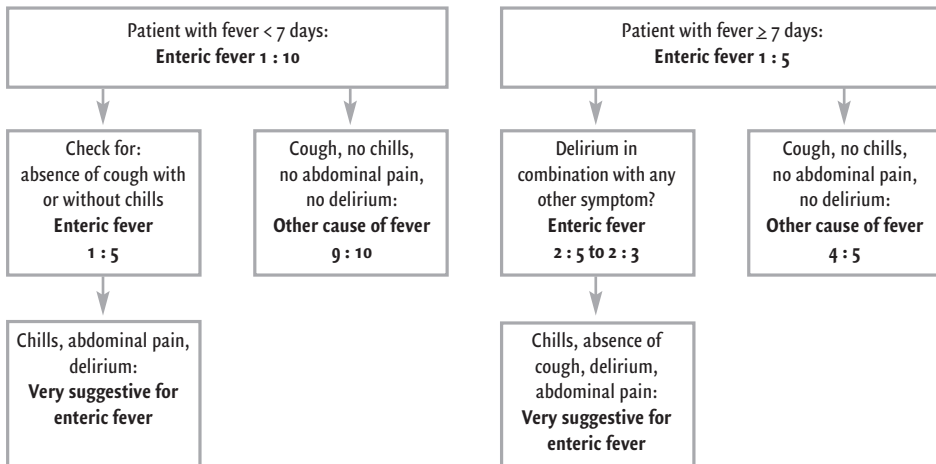 Patient with fever < 7 days:
Enteric fever 1 : 10
Patient with fever ≥ 7 days:
Enteric fever 1 : 5
Check for:
absence of cough with
or without chills
Enteric fever
1 : 5
Cough, no chills,
no abdominal pain,
no delirium:
Other cause of fever
9 : 10
Delirium in
combination with any
other symptom?
Enteric fever
2 : 5 to 2 : 3
Cough, no chills,
no abdominal pain,
no delirium:
Other cause of fever
4 : 5
Chills, abdominal pain,
delirium:
Very suggestive for
enteric fever
Chills, absence of
cough, delirium,
abdominal pain:
Very suggestive for
enteric fever